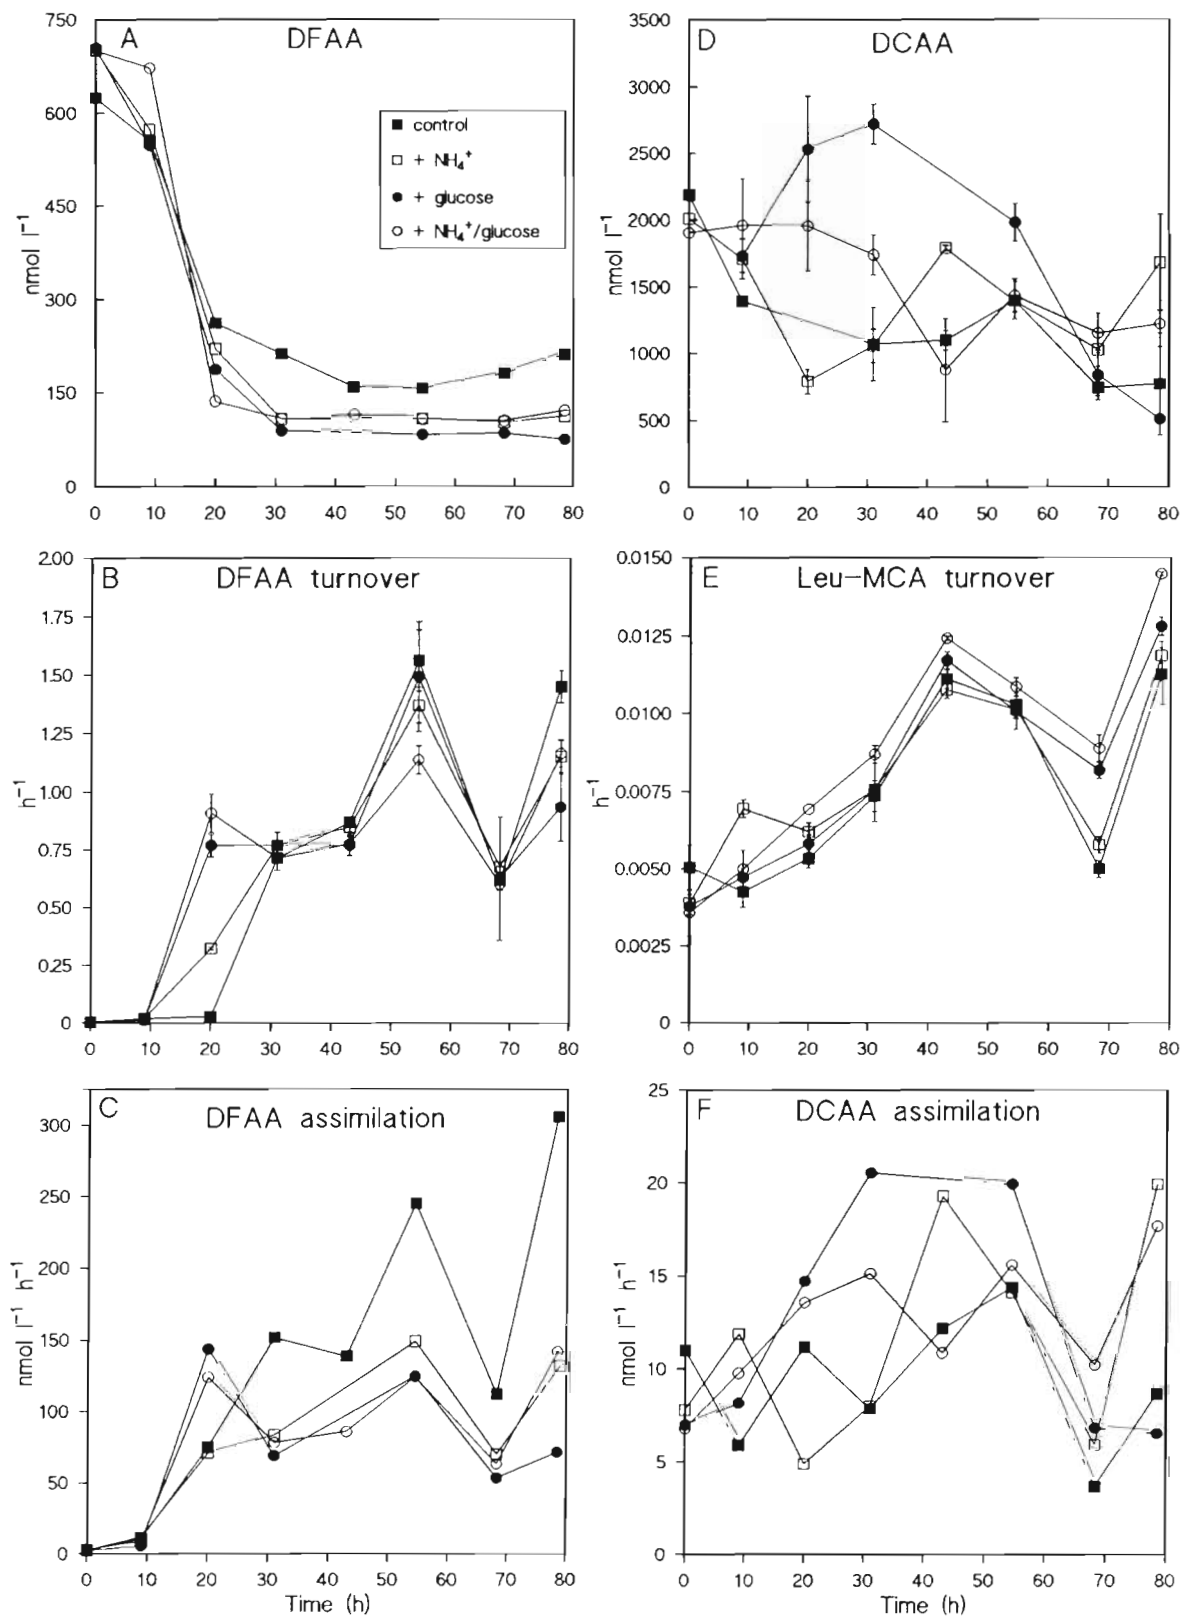 A DFAA
750
600
450
300
150
0
nmol l⁻¹
■ control
□ + NH₄⁺
● + glucose
○ + NH₄⁺/glucose
0 10 20 30 40 50 60 70 80
D DCAA
3500
3000
2500
2000
1500
1000
500
0
nmol l⁻¹
0 10 20 30 40 50 60 70 80
B DFAA turnover
2.00
1.75
1.50
1.25
1.00
0.75
0.50
0.25
0
h⁻¹
0 10 20 30 40 50 60 70 80
E Leu-MCA turnover
0.0150
0.0125
0.0100
0.0075
0.0050
0.0025
0
h⁻¹
0 10 20 30 40 50 60 70 80
C DFAA assimilation
300
250
200
150
100
50
0
nmol l⁻¹ h⁻¹
0 10 20 30 40 50 60 70 80
Time (h)
F DCAA assimilation
25
20
15
10
5
0
nmol l⁻¹ h⁻¹
0 10 20 30 40 50 60 70 80
Time (h)